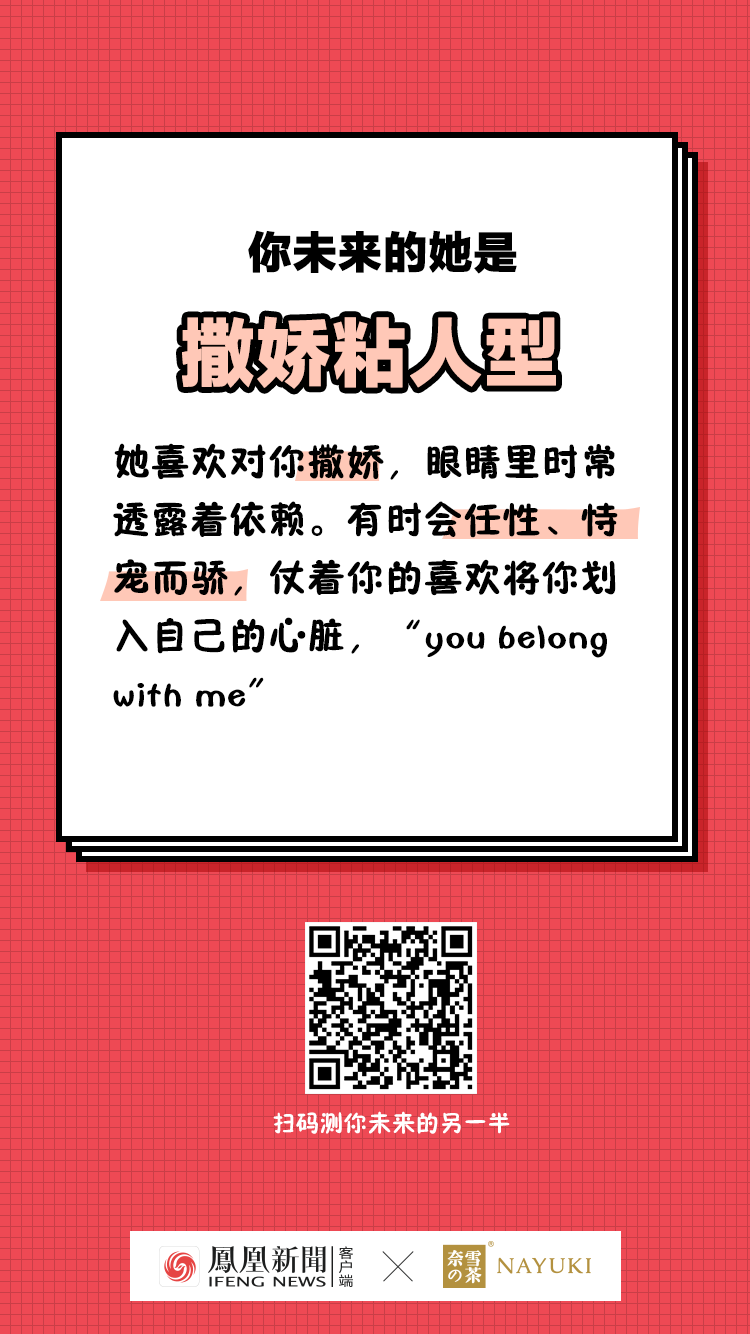 你未来的她是
撒娇粘人型
她喜欢对你撒娇，眼睛里时常
透露着依赖。有时会任性、恃
宠而骄，仗着你的喜欢将你划
入自己的心脏，“you belong
with me”
扫码测你未来的另一半
鳳凰新聞 客户端
IFENG NEWS
奈雪の茶® NAYUKI